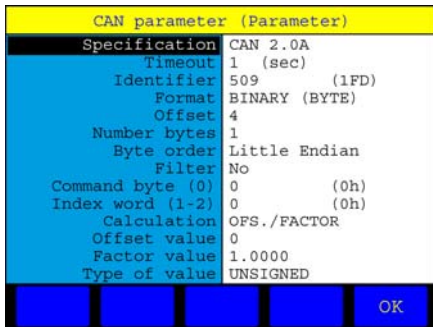 CAN parameter (Parameter)
Specification CAN 2.0A
Timeout 1 (sec)
Identifier 509 (1FD)
Format BINARY (BYTE)
Offset 4
Number bytes 1
Byte order Little Endian
Filter No
Command byte (0) 0 (0h)
Index word (1-2) 0 (0h)
Calculation OFS./FACTOR
Offset value 0
Factor value 1.0000
Type of value UNSIGNED
OK